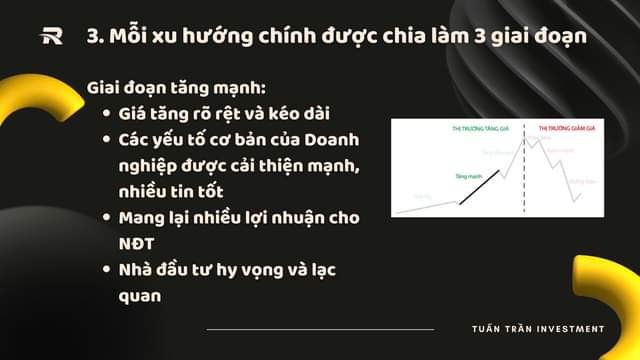 3. Mỗi xu hướng chính được chia làm 3 giai đoạn
Giai đoạn tăng mạnh:
Giá tăng rõ rệt và kéo dài
Các yếu tố cơ bản của Doanh
nghiệp được cải thiện mạnh,
nhiều tin tốt
Mang lại nhiều lợi nhuận cho
NĐT
Nhà đầu tư hy vọng và lạc
quan
THỊ TRƯỜNG TĂNG GIÁ
THỊ TRƯỜNG GIẢM GIÁ
Tăng mạnh
TUẤN TRẦN INVESTMENT